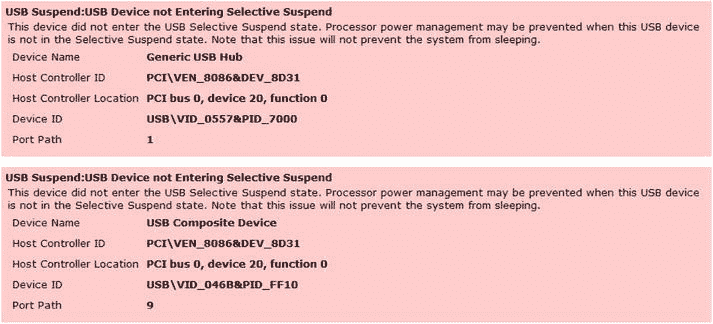 USB Suspend:USB Device not Entering Selective Suspend
This device did not enter the USB Selective Suspend state. Processor power management may be prevented when this USB device
is not in the Selective Suspend state. Note that this issue will not prevent the system from sleeping.
Device Name Generic USB Hub
Host Controller ID PCI\VEN_8086&DEV_8D31
Host Controller Location PCI bus 0, device 20, function 0
Device ID USB\VID_0557&PID_7000
Port Path 1
USB Suspend:USB Device not Entering Selective Suspend
This device did not enter the USB Selective Suspend state. Processor power management may be prevented when this USB device
is not in the Selective Suspend state. Note that this issue will not prevent the system from sleeping.
Device Name USB Composite Device
Host Controller ID PCI\VEN_8086&DEV_8D31
Host Controller Location PCI bus 0, device 20, function 0
Device ID USB\VID_046B&PID_FF10
Port Path 9